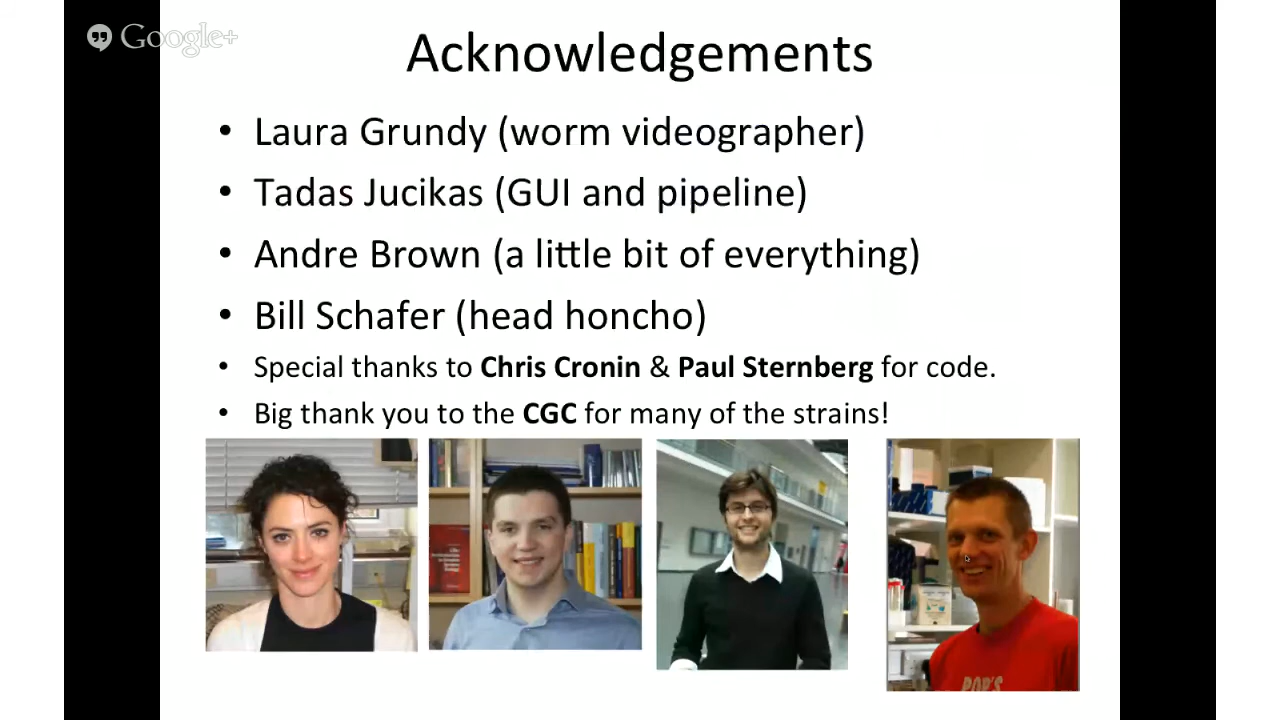 Google+
Acknowledgements
• Laura Grundy (worm videographer)
• Tadas Jucikas (GUI and pipeline)
• Andre Brown (a little bit of everything)
• Bill Schafer (head honcho)
• Special thanks to Chris Cronin & Paul Sternberg for code.
• Big thank you to the CGC for many of the strains!